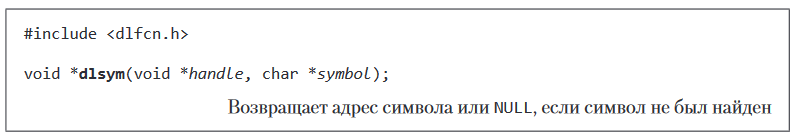 #include <dlfcn.h>
void *dlsym(void *handle, char *symbol);
Возвращает адрес символа или NULL, если символ не был найден